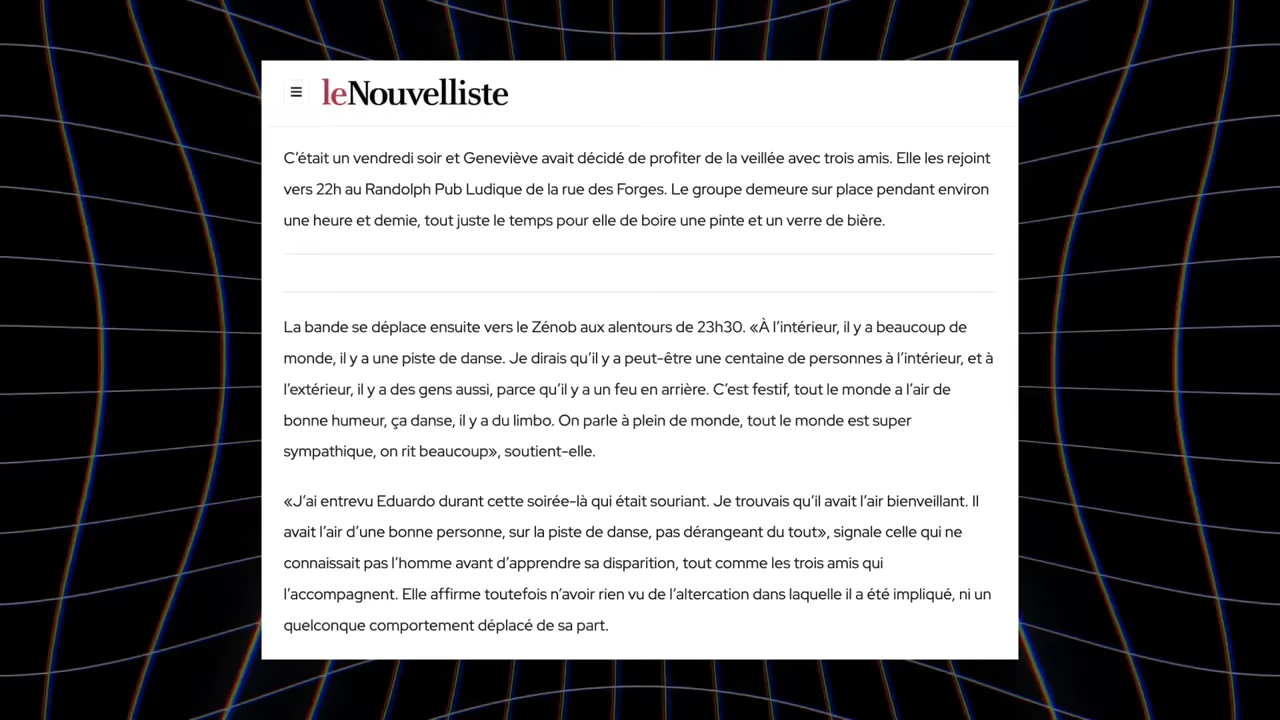 leNouvelliste
C’était un vendredi soir et Geneviève avait décidé de profiter de la veillée avec trois amis. Elle les rejoint
vers 22h au Randolph Pub Ludique de la rue des Forges. Le groupe demeure sur place pendant environ
une heure et demie, tout juste le temps pour elle de boire une pinte et un verre de bière.
La bande se déplace ensuite vers le Zénob aux alentours de 23h30. «À l’intérieur, il y a beaucoup de
monde, il y a une piste de danse. Je dirais qu’il y a peut-être une centaine de personnes à l’intérieur, et à
l’extérieur, il y a des gens aussi, parce qu’il y a un feu en arrière. C’est festif, tout le monde a l’air de
bonne humeur, ça danse, il y a du limbo. On parle à plein de monde, tout le monde est super
sympathique, on rit beaucoup», soutient-elle.
«J’ai entrevu Eduardo durant cette soirée-là qui était souriant. Je trouvais qu’il avait l’air bienveillant. Il
avait l’air d’une bonne personne, sur la piste de danse, pas dérangeant du tout», signale celle qui ne
connaissait pas l’homme avant d’apprendre sa disparition, tout comme les trois amis qui
l’accompagnent. Elle affirme toutefois n’avoir rien vu de l’altercation dans laquelle il a été impliqué, ni un
quelconque comportement déplacé de sa part.